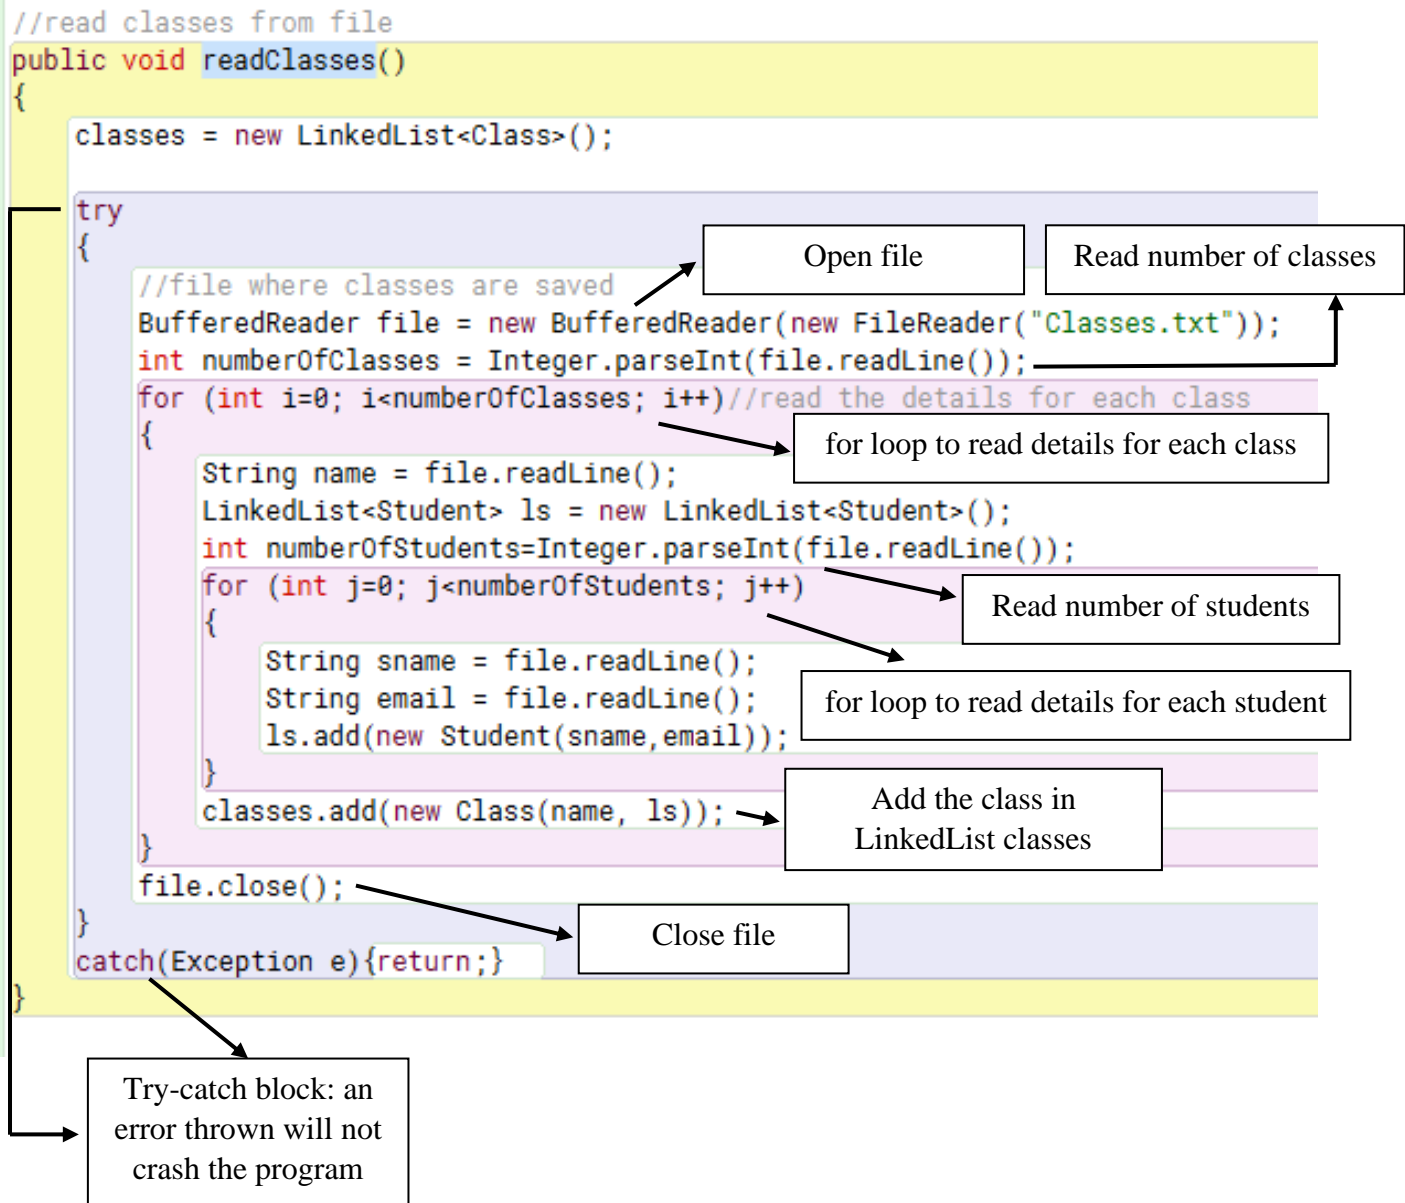 //read classes from file
public void readClasses()
{
classes = new LinkedList<Class>();
try
{
Open file
Read number of classes
//file where classes are saved
BufferedReader file = new BufferedReader(new FileReader("Classes.txt"));
int numberOfClasses = Integer.parseInt(file.readLine());
for (int i=0; i<numberOfClasses; i++)//read the details for each class
{
for loop to read details for each class
String name = file.readLine();
LinkedList<Student> ls = new LinkedList<Student>();
int numberOfStudents=Integer.parseInt(file.readLine());
for (int j=0; j<numberOfStudents; j++)
Read number of students
{
String sname = file.readLine();
String email = file.readLine();
for loop to read details for each student
ls.add(new Student(sname,email));
}
classes.add(new Class(name, ls));
Add the class in
LinkedList classes
}
file.close();
}
Close file
catch(Exception e){return;}
}
Try-catch block: an
error thrown will not
crash the program